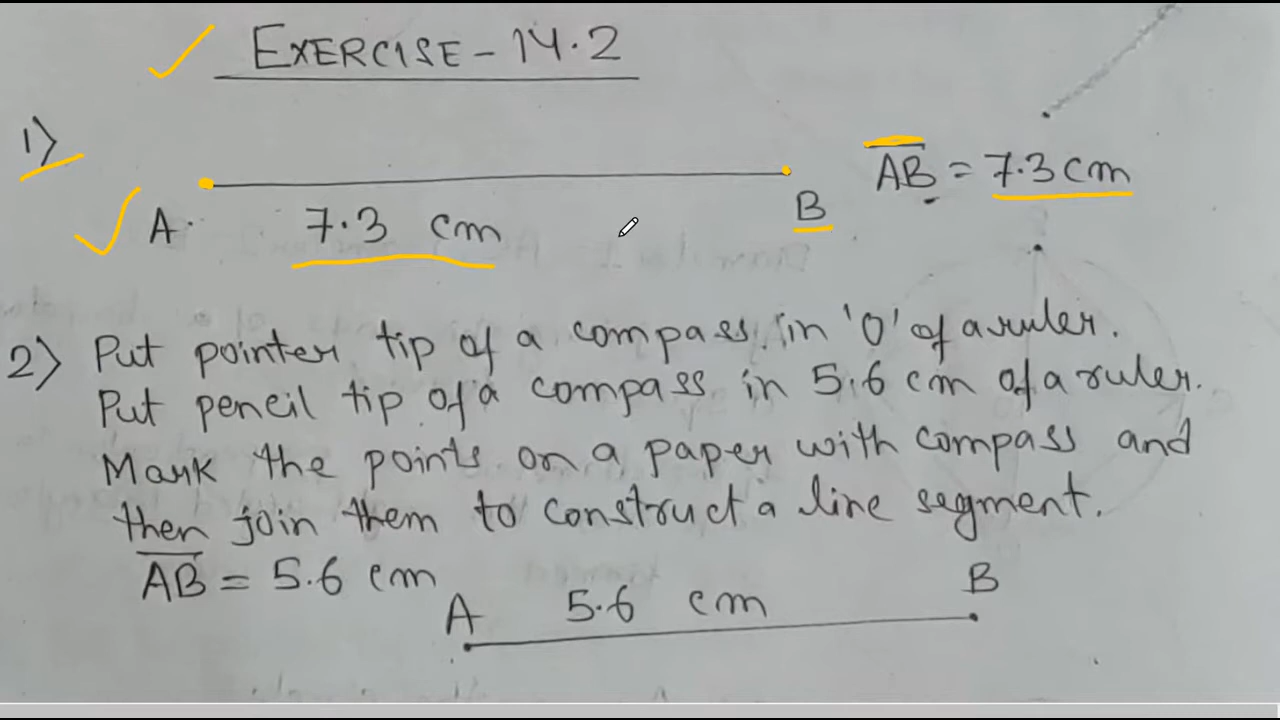 EXERCISE - 14.2
1)
A 7.3 cm B
AB = 7.3 cm
2) Put pointer tip of a compass in '0' of a ruler.
Put pencil tip of a compass in 5.6 cm of a ruler.
Mark the points on a paper with compass and
then join them to construct a line segment.
AB = 5.6 cm
A 5.6 cm B